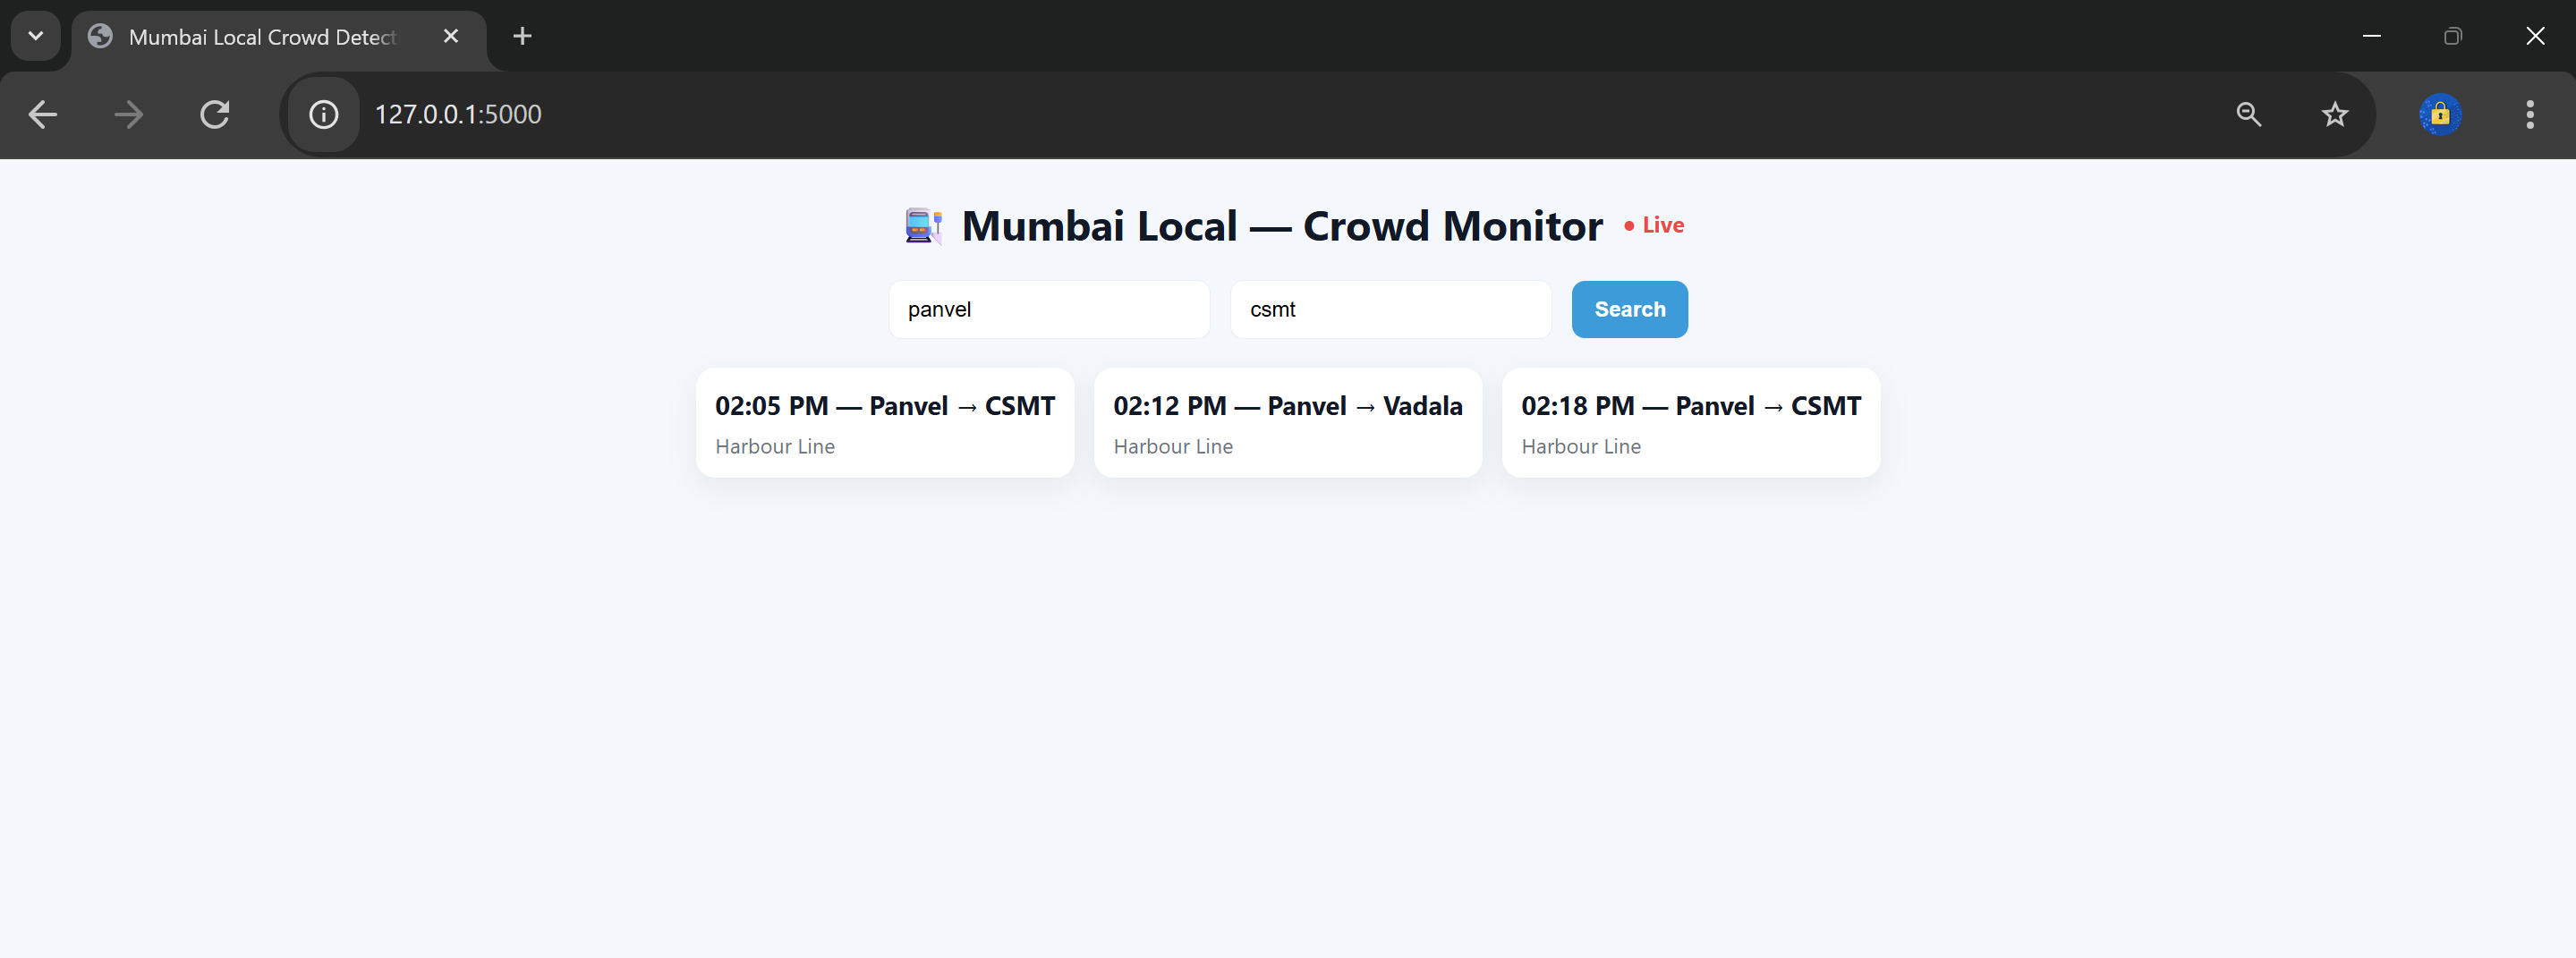 Mumbai Local Crowd Detect
127.0.0.1:5000
Mumbai Local — Crowd Monitor • Live
panvel csmt Search
02:05 PM — Panvel → CSMT
Harbour Line
02:12 PM — Panvel → Vadala
Harbour Line
02:18 PM — Panvel → CSMT
Harbour Line